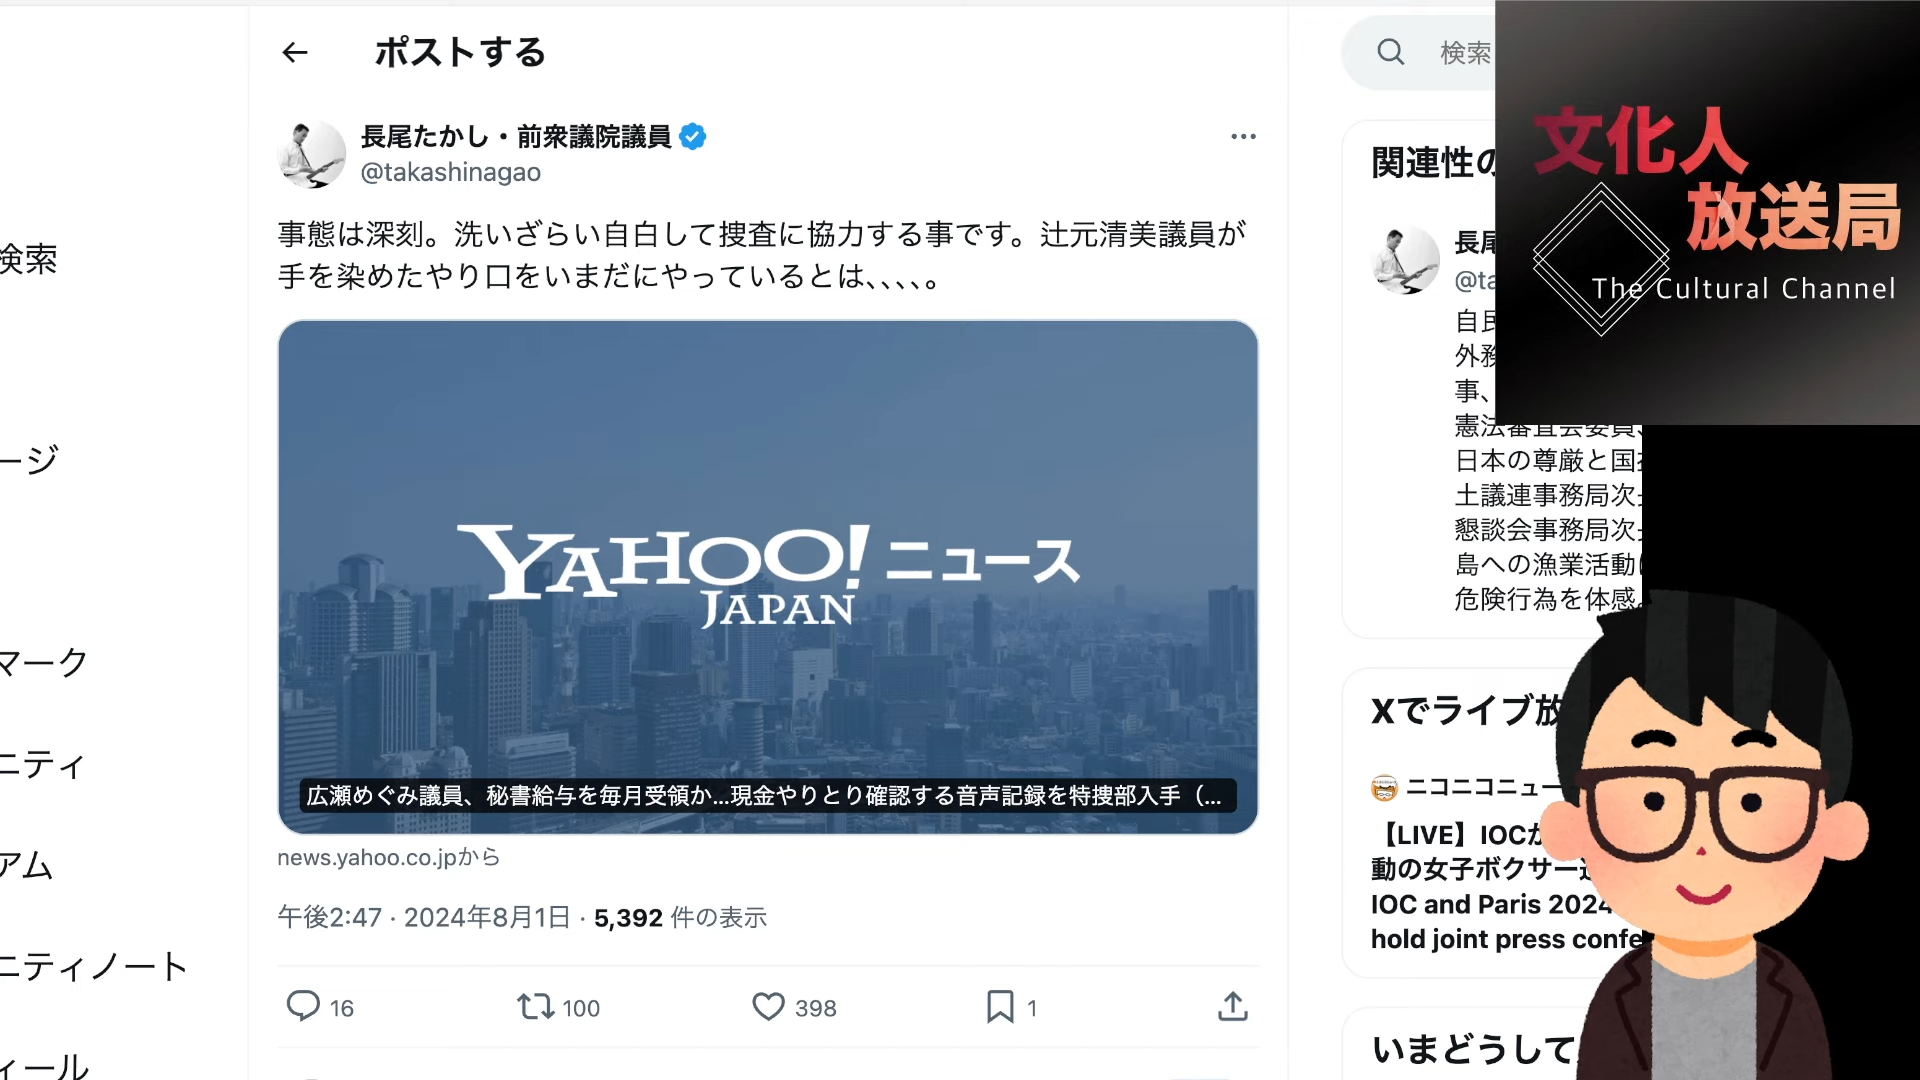 ポストする
長尾たかし・前衆議院議員
@takashinagao
事態は深刻。洗いざらい自白して捜査に協力する事です。辻元清美議員が
手を染めたやり口をいまだにやっているとは､､､､。
YAHOO! ニュース
JAPAN
広瀬めぐみ議員、秘書給与を毎月受領か...現金やりとり確認する音声記録を特捜部入手（...
news.yahoo.co.jpから
午後2:47 · 2024年8月1日 · 5,392 件の表示
16
100
398
1
検索
ージ
マーク
ニティ
アム
ニティノート
ィール
検索
関連性の
長尾
@ta
自民
外務
事、
憲法審査会委員、
日本の尊厳と国
土議連事務局次
懇談会事務局次
島への漁業活動
危険行為を体感
Xでライブ放
ニコニコニュー
【LIVE】IOCか
動の女子ボクサー
IOC and Paris 2024
hold joint press confe
いまどうして
文化人
放送局
The Cultural Channel